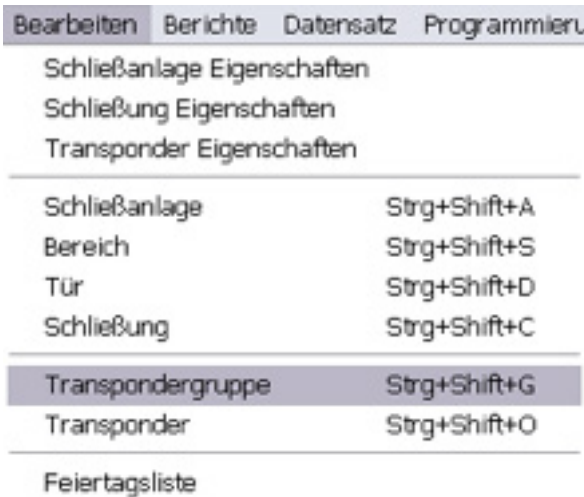 Bearbeiten Berichte Datensatz Programmieru
Schließanlage Eigenschaften
Schließung Eigenschaften
Transponder Eigenschaften
Schließanlage Strg+Shift+A
Bereich Strg+Shift+S
Tür Strg+Shift+D
Schließung Strg+Shift+C
Transpondergruppe Strg+Shift+G
Transponder Strg+Shift+O
Feiertagsliste